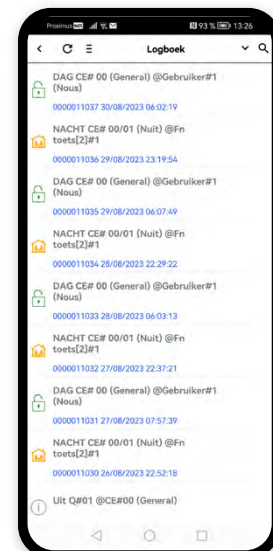 Proximus 93 % 13:26
Logboek
DAG CE# 00 (General) @Gebruiker#1
(Nous)
0000011037 30/08/2023 06:02:19
NACHT CE# 00/01 (Nuit) @Fn
toets[2]#1
0000011036 29/08/2023 23:19:54
DAG CE# 00 (General) @Gebruiker#1
(Nous)
0000011035 29/08/2023 06:07:49
NACHT CE# 00/01 (Nuit) @Fn
toets[2]#1
0000011034 28/08/2023 22:29:22
DAG CE# 00 (General) @Gebruiker#1
(Nous)
0000011033 28/08/2023 06:03:13
NACHT CE# 00/01 (Nuit) @Fn
toets[2]#1
0000011032 27/08/2023 22:37:21
DAG CE# 00 (General) @Gebruiker#1
(Nous)
0000011031 27/08/2023 07:57:39
NACHT CE# 00/01 (Nuit) @Fn
toets[2]#1
0000011030 26/08/2023 22:52:18
Uit Q#01 @CE#00 (General)